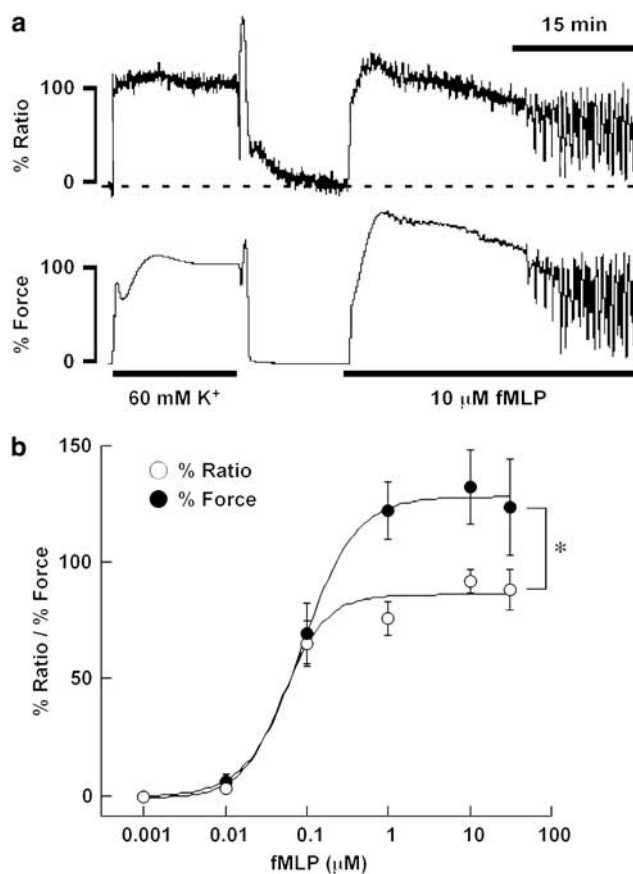 a
15 min
% Ratio
100
0
% Force
100
0
60 mM K⁺
10 μM fMLP
b
% Ratio
% Force
% Ratio / % Force
150
100
50
0
*
0.001
0.01
0.1
1
10
100
fMLP (μM)